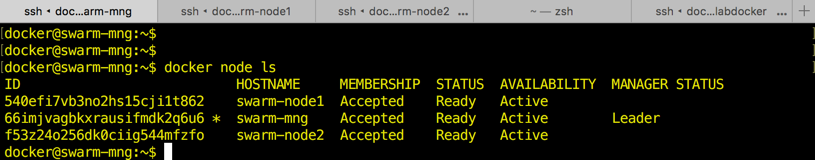 ssh • doc...arm-mng ssh • doc...rm-node1 ssh • doc...rm-node2 ... ~ — zsh ssh • doc...labdocker ... +
[docker@swarm-mng:~$
[docker@swarm-mng:~$
[docker@swarm-mng:~$ docker node ls
ID HOSTNAME MEMBERSHIP STATUS AVAILABILITY MANAGER STATUS
540efi7vb3no2hs15cji1t862 swarm-node1 Accepted Ready Active
66imjvagbkxrausifmdk2q6u6 * swarm-mng Accepted Ready Active Leader
f53z24o256dk0ciig544mfzfo swarm-node2 Accepted Ready Active
docker@swarm-mng:~$